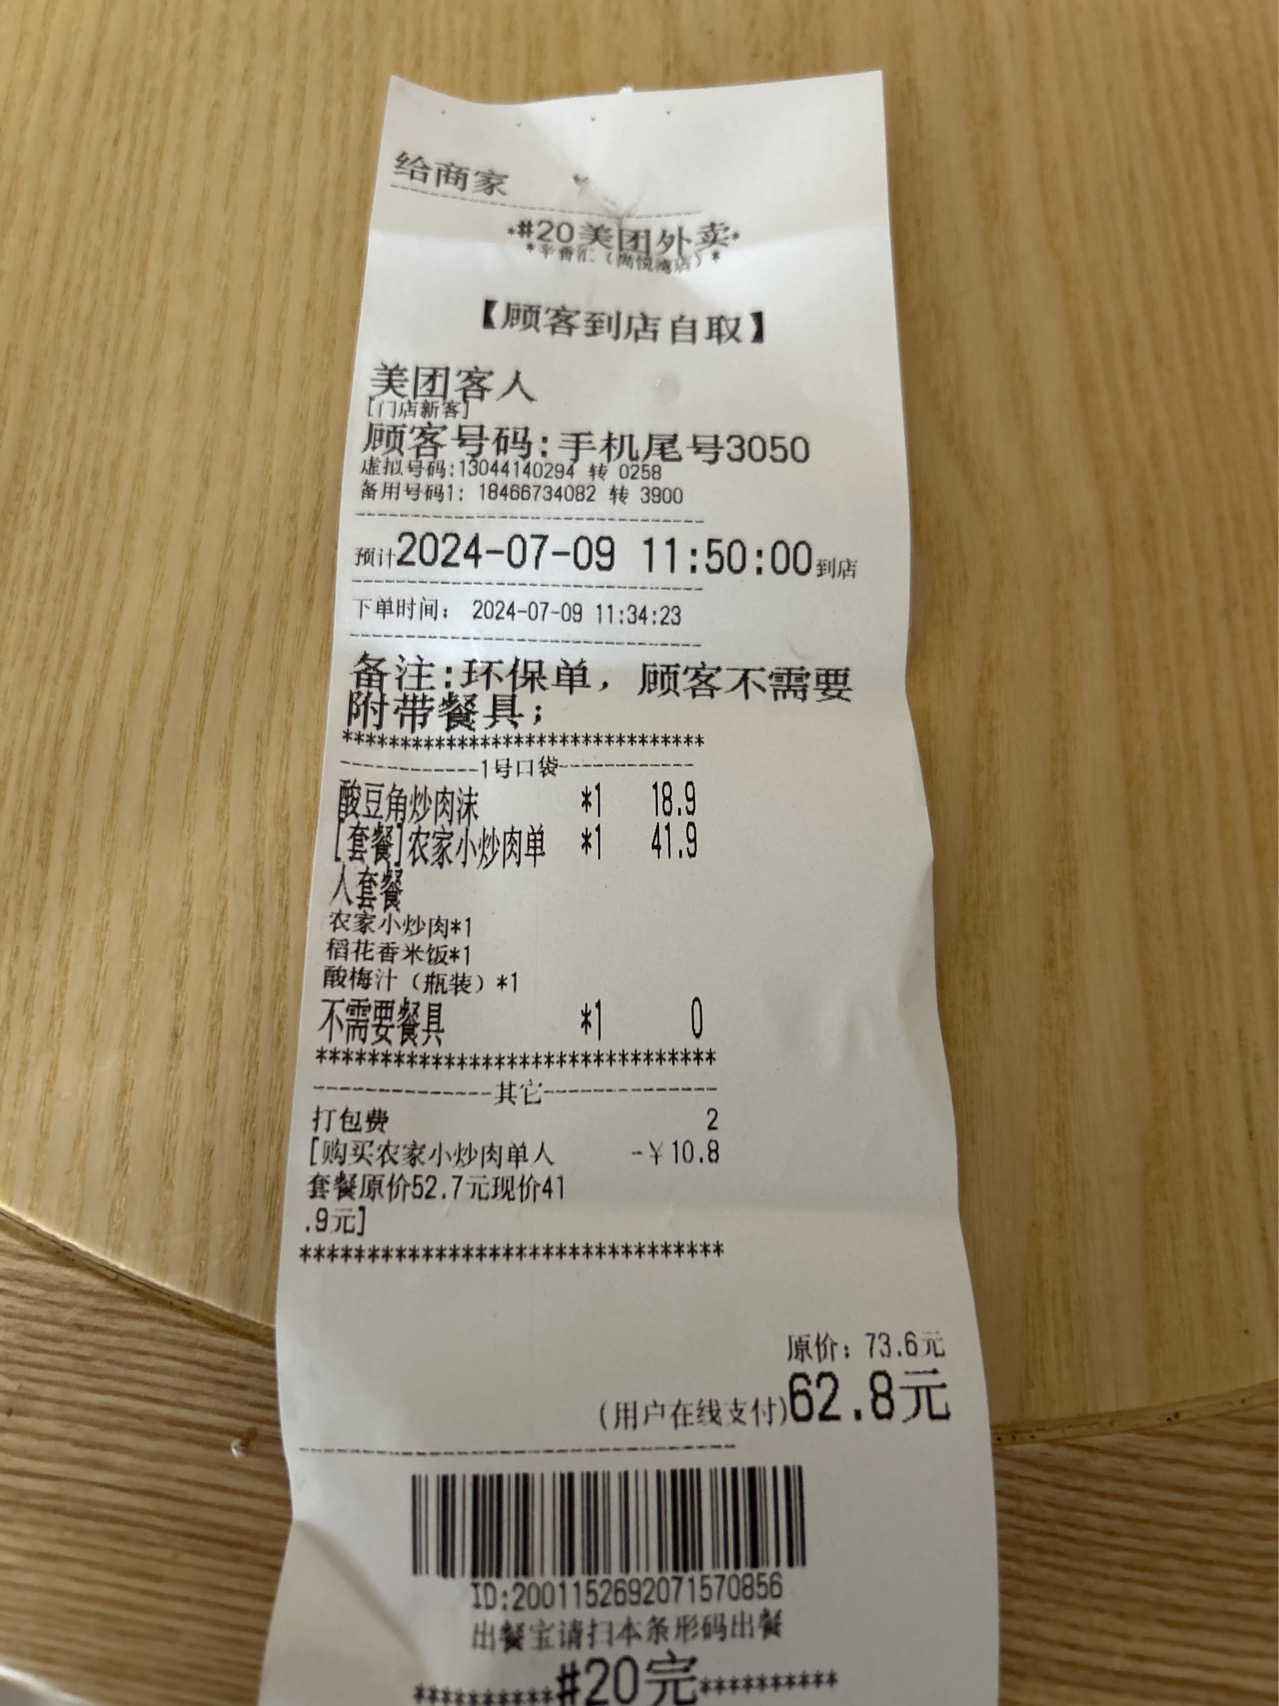 给商家
*#20美团外卖*
*辛香汇（尚悦湾店）*
【顾客到店自取】
美团客人
[门店新客]
顾客号码:手机尾号3050
虚拟号码:13044140294 转 0258
备用号码1: 18466734082 转 3900
预计2024-07-09 11:50:00到店
下单时间： 2024-07-09 11:34:23
备注:环保单，顾客不需要
附带餐具；
********************************
------------1号口袋------------
酸豆角炒肉沫 *1 18.9
[套餐]农家小炒肉单 *1 41.9
人套餐
农家小炒肉*1
稻花香米饭*1
酸梅汁（瓶装）*1
不需要餐具 *1 0
********************************
--------------其它--------------
打包费 2
[购买农家小炒肉单人 -￥10.8
套餐原价52.7元现价41
.9元]
********************************
原价：73.6元
(用户在线支付)62.8元
ID:2001152692071570856
出餐宝请扫本条形码出餐
**********#20完**********